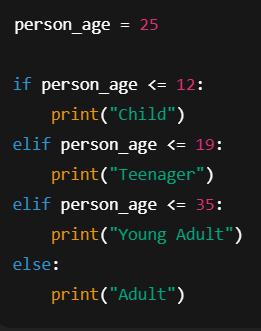 person_age = 25

if person_age <= 12:
    print("Child")
elif person_age <= 19:
    print("Teenager")
elif person_age <= 35:
    print("Young Adult")
else:
    print("Adult")